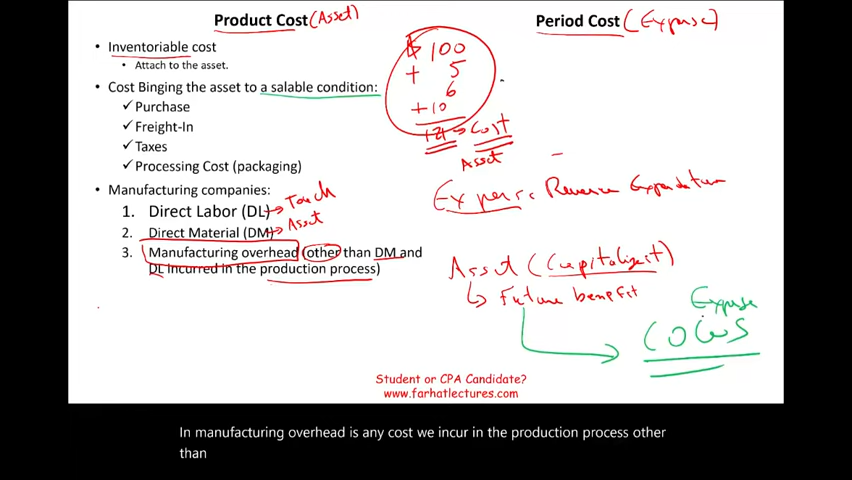 Product Cost (Asset)
Period Cost (Expense)
• Inventoriable cost
• Attach to the asset.
• Cost Binging the asset to a salable condition:
✓ Purchase
✓ Freight-In
✓ Taxes
✓ Processing Cost (packaging)
• Manufacturing companies:
1. Direct Labor (DL) → Touch
2. Direct Material (DM) → Asset
3. Manufacturing overhead (other than DM and
DL incurred in the production process)
$100
+ 5
6
+10
121 → Cost
Asset
Expense: Revenue Expenditure
Asset (Capitalized)
↳ Future benefit
Expense
COGS
Student or CPA Candidate?
www.farhatlectures.com
In manufacturing overhead is any cost we incur in the production process other
than